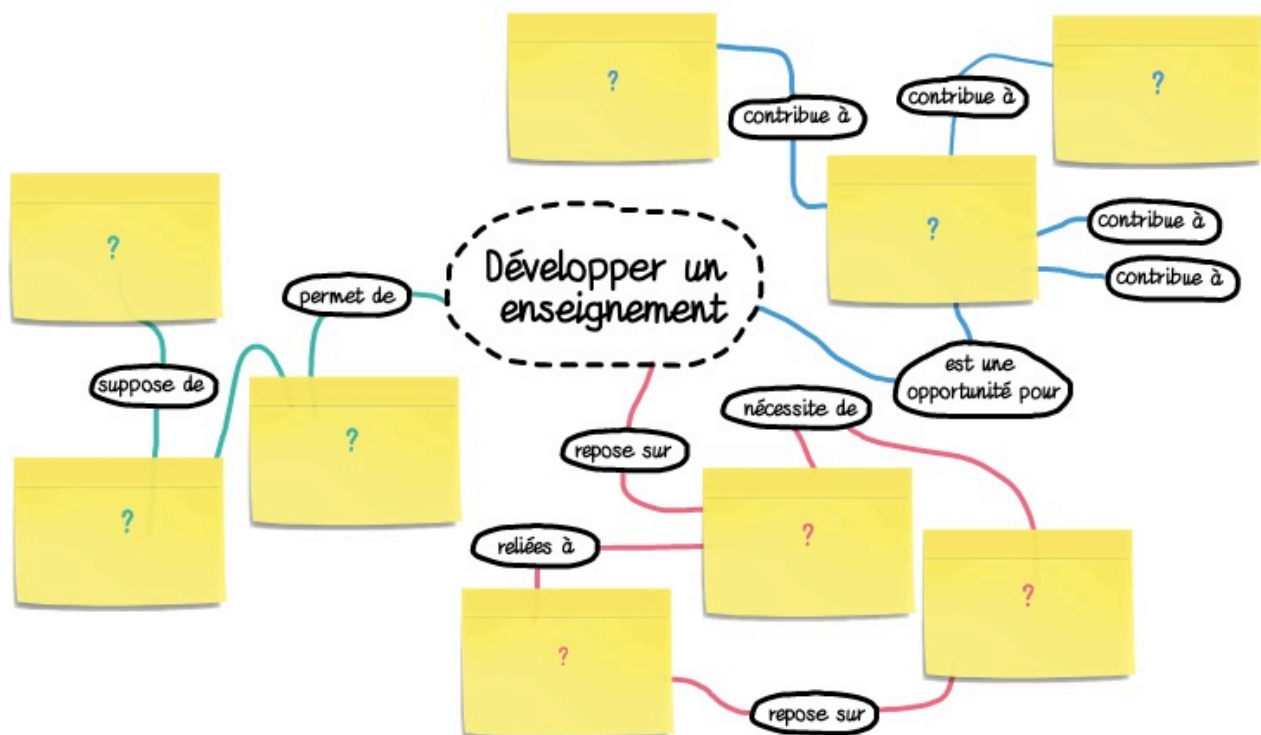 ?
?
contribue à
contribue à
?
?
contribue à
contribue à
Développer un
enseignement
permet de
suppose de
?
?
est une
opportunité pour
nécessite de
repose sur
?
reliées à
?
?
repose sur